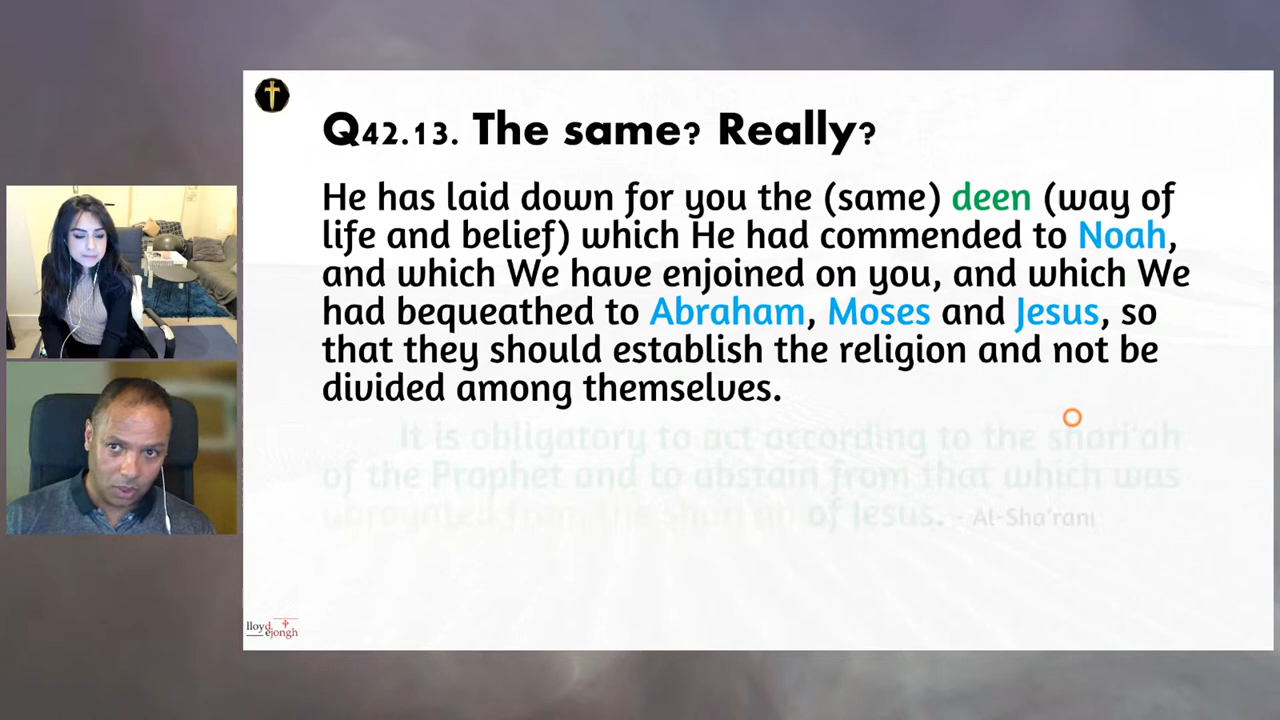 Q42.13. The same? Really?
He has laid down for you the (same) deen (way of
life and belief) which He had commended to Noah,
and which We have enjoined on you, and which We
had bequeathed to Abraham, Moses and Jesus, so
that they should establish the religion and not be
divided among themselves.
It is obligatory to act according to the shari'ah
of the Prophet and to abstain from that which was
abrogated from the shari'ah of Jesus. - Al-Sha'rani
lloyd
ejongh